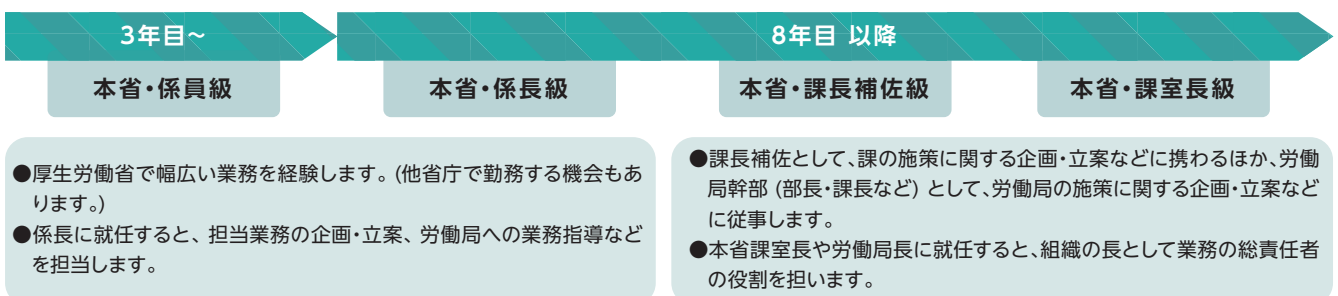 3年目~
8年目 以降
本省・係員級
本省・係長級
本省・課長補佐級
本省・課室長級
●厚生労働省で幅広い業務を経験します。(他省庁で勤務する機会もあ
ります。)
●係長に就任すると、担当業務の企画・立案、労働局への業務指導など
を担当します。
●課長補佐として、課の施策に関する企画・立案などに携わるほか、労働
局幹部 (部長・課長など) として、労働局の施策に関する企画・立案など
に従事します。
●本省課室長や労働局長に就任すると、組織の長として業務の総責任者
の役割を担います。